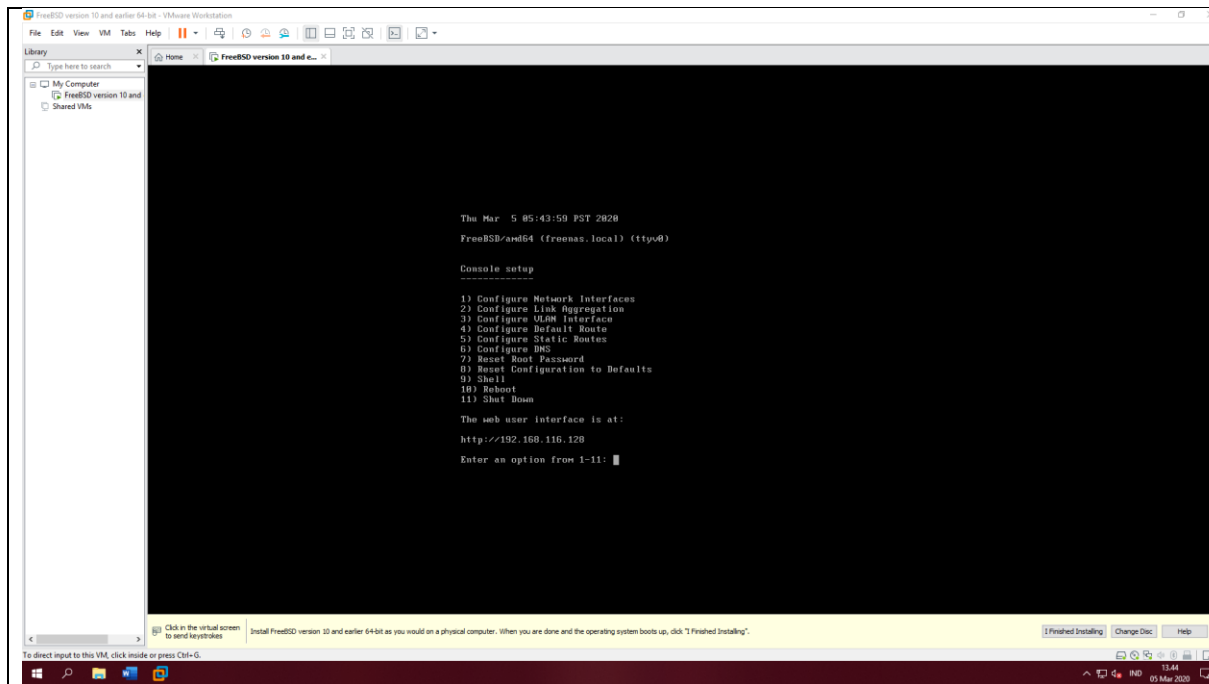 FreeBSD version 10 and earlier 64-bit - VMware Workstation
File Edit View VM Tabs Help
Library
Type here to search
My Computer
FreeBSD version 10 and
Shared VMs
Home
FreeBSD version 10 and e...
Thu Mar 5 05:43:59 PST 2020
FreeBSD/amd64 (freenas.local) (ttyv0)
Console setup
-------------
1) Configure Network Interfaces
2) Configure Link Aggregation
3) Configure VLAN Interface
4) Configure Default Route
5) Configure Static Routes
6) Configure DNS
7) Reset Root Password
8) Reset Configuration to Defaults
9) Shell
10) Reboot
11) Shut Down
The web user interface is at:
http://192.168.116.128
Enter an option from 1-11:
Click in the virtual screen
to send keystrokes
Install FreeBSD version 10 and earlier 64-bit as you would on a physical computer. When you are done and the operating system boots up, click "I Finished Installing".
I Finished Installing
Change Disc
Help
To direct input to this VM, click inside or press Ctrl+G.
IND
13.44
05 Mar 2020